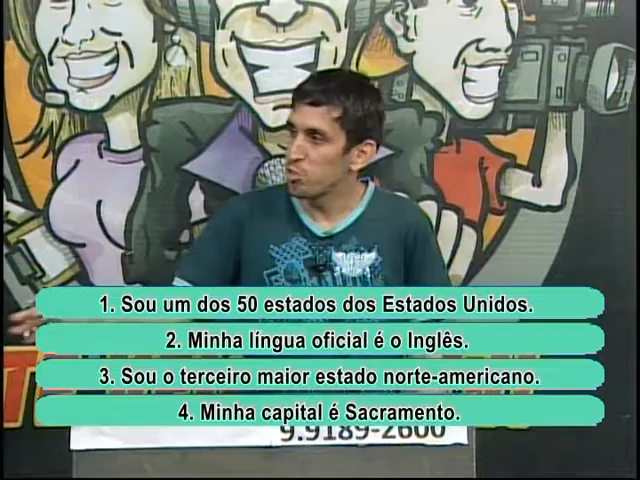 1. Sou um dos 50 estados dos Estados Unidos.
2. Minha língua oficial é o Inglês.
3. Sou o terceiro maior estado norte-americano.
4. Minha capital é Sacramento.
9.9189-2600